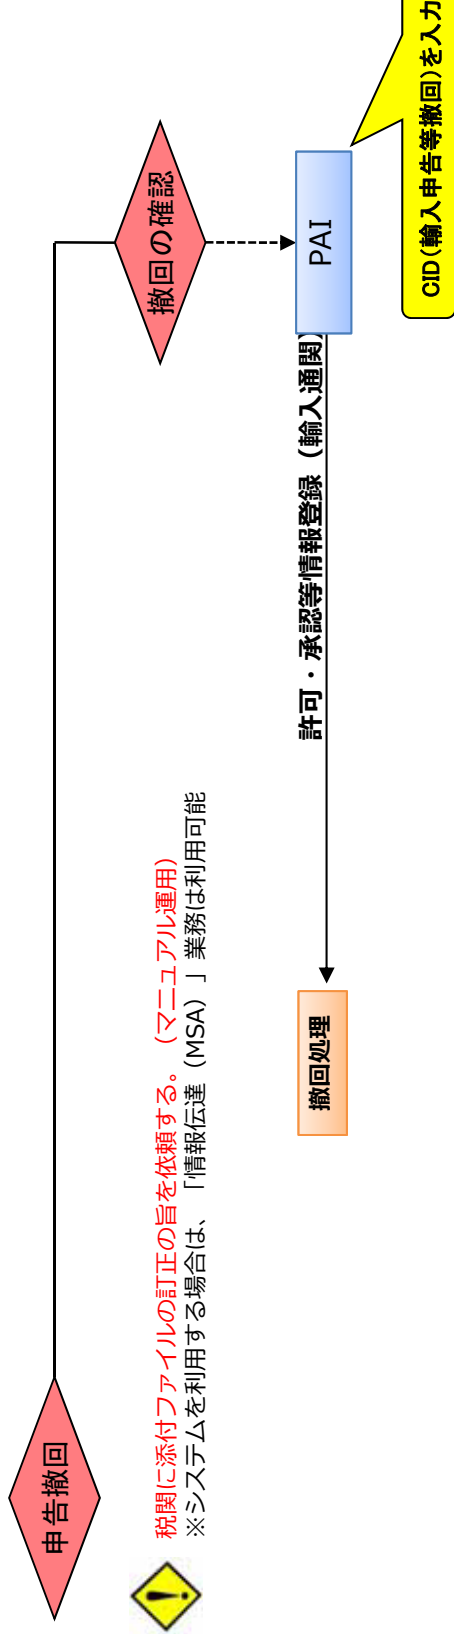 申告撤回
撤回の確認
税関に添付ファイルの訂正の旨を依頼する。（マニュアル運用）
※システムを利用する場合は、「情報伝達（MSA）」業務は利用可能
撤回処理
許可・承認等情報登録（輸入通関）
PAI
CID(輸入申告等撤回)を入力